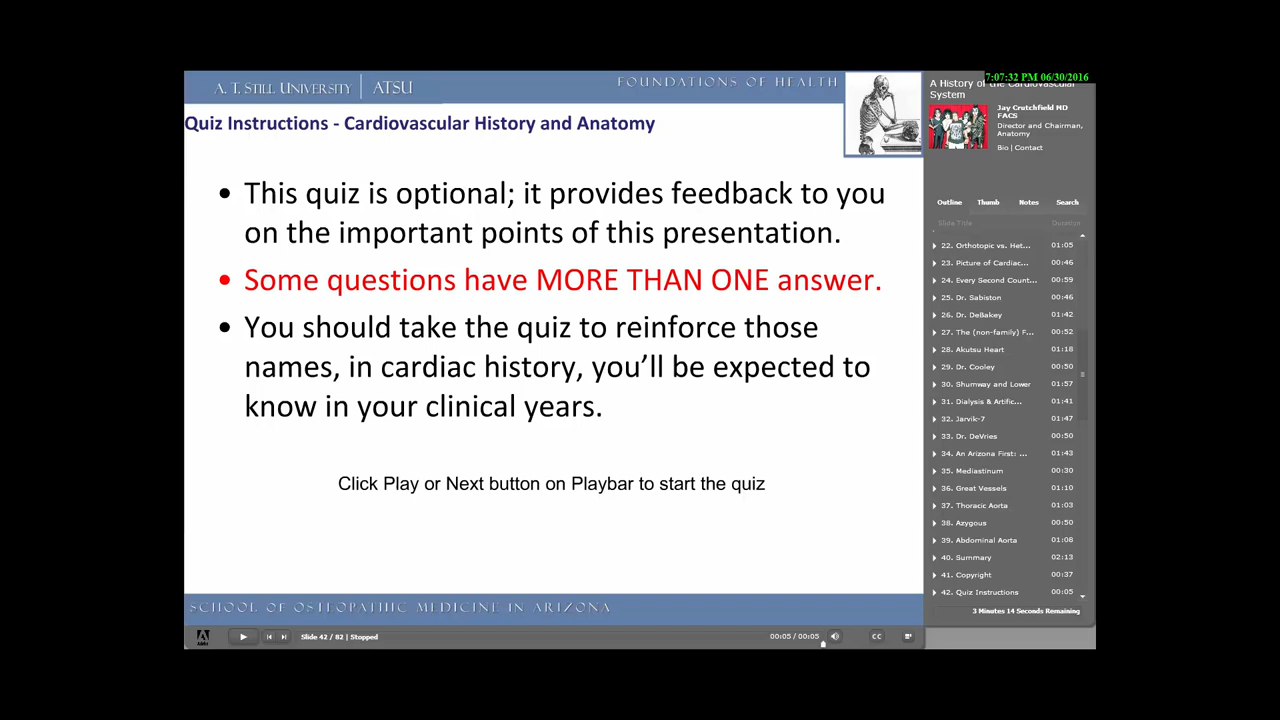 A. T. STILL UNIVERSITY | ATSU
FOUNDATIONS OF HEALTH
Quiz Instructions - Cardiovascular History and Anatomy
• This quiz is optional; it provides feedback to you
on the important points of this presentation.
• Some questions have MORE THAN ONE answer.
• You should take the quiz to reinforce those
names, in cardiac history, you'll be expected to
know in your clinical years.
Click Play or Next button on Playbar to start the quiz
SCHOOL OF OSTEOPATHIC MEDICINE IN ARIZONA
Slide 42 / 82 | Stopped
00:05 / 00:05
CC
7:07:32 PM 06/30/2016
A History of the Cardiovascular
System
Jay Crutchfield MD
FACS
Director and Chairman,
Anatomy
Bio | Contact
Outline Thumb Notes Search
Slide Title Duration
22. Orthotopic vs. Het... 01:05
23. Picture of Cardiac... 00:46
24. Every Second Count... 00:59
25. Dr. Sabiston 00:46
26. Dr. DeBakey 01:42
27. The (non-family) F... 00:52
28. Akutsu Heart 01:18
29. Dr. Cooley 00:50
30. Shumway and Lower 01:57
31. Dialysis & Artific... 01:41
32. Jarvik-7 01:47
33. Dr. DeVries 00:50
34. An Arizona First: ... 01:43
35. Mediastinum 00:30
36. Great Vessels 01:10
37. Thoracic Aorta 01:03
38. Azygous 00:50
39. Abdominal Aorta 01:08
40. Summary 02:13
41. Copyright 00:37
42. Quiz Instructions 00:05
3 Minutes 14 Seconds Remaining